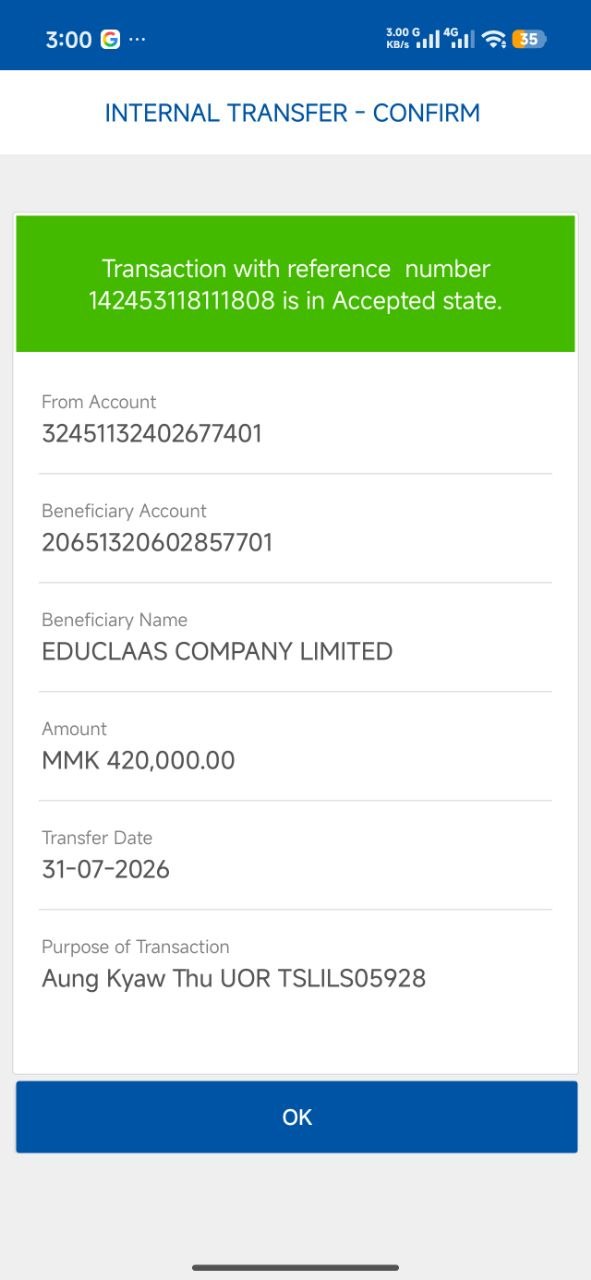 3:00 G ...
3.00 G 4G 35
KB/s
INTERNAL TRANSFER - CONFIRM
Transaction with reference number
142453118111808 is in Accepted state.
From Account
32451132402677401
Beneficiary Account
20651320602857701
Beneficiary Name
EDUCLAAS COMPANY LIMITED
Amount
MMK 420,000.00
Transfer Date
31-07-2026
Purpose of Transaction
Aung Kyaw Thu UOR TSLILS05928
OK